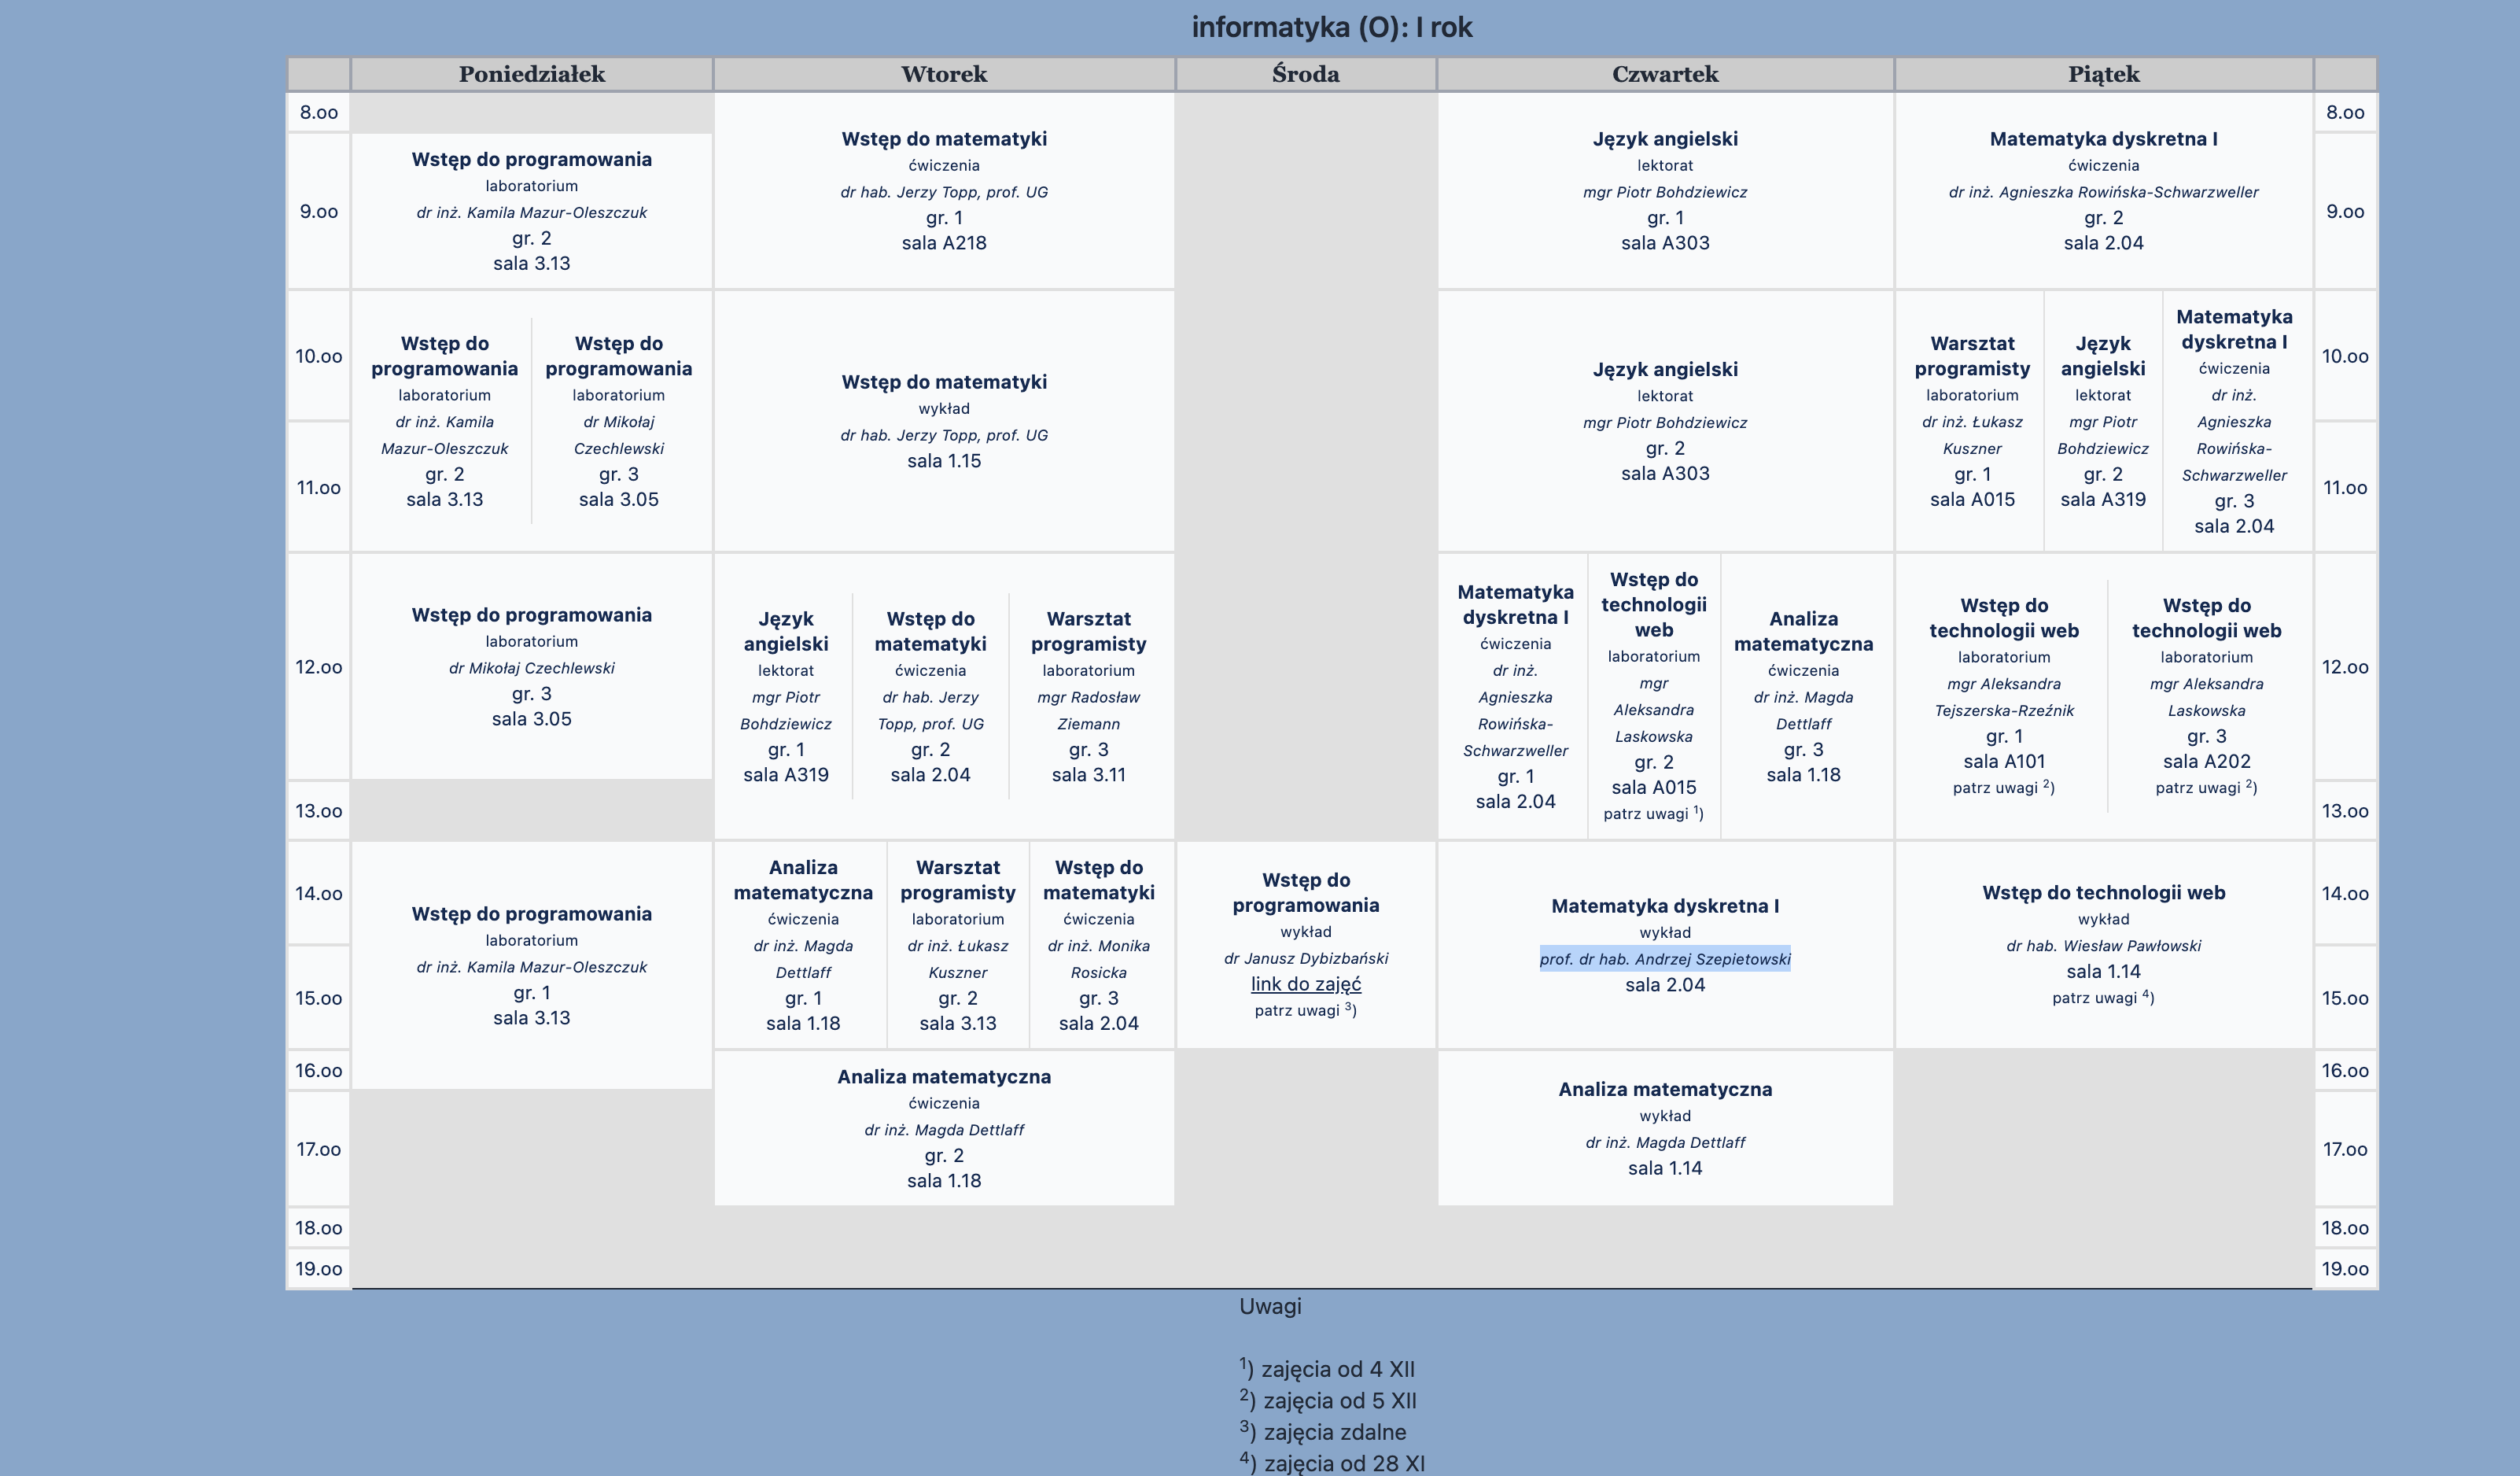 informatyka (O): I rok
Poniedziałek
Wtorek
Środa
Czwartek
Piątek
8.oo
9.oo
10.oo
11.oo
12.oo
13.oo
14.oo
15.oo
16.oo
17.oo
18.oo
19.oo
Wstęp do programowania
laboratorium
dr inż. Kamila Mazur-Oleszczuk
gr. 2
sala 3.13
Wstęp do
programowania
laboratorium
dr inż. Kamila
Mazur-Oleszczuk
gr. 2
sala 3.13
Wstęp do
programowania
laboratorium
dr Mikołaj
Czechlewski
gr. 3
sala 3.05
Wstęp do programowania
laboratorium
dr Mikołaj Czechlewski
gr. 3
sala 3.05
Wstęp do programowania
laboratorium
dr inż. Kamila Mazur-Oleszczuk
gr. 1
sala 3.13
Wstęp do matematyki
ćwiczenia
dr hab. Jerzy Topp, prof. UG
gr. 1
sala A218
Wstęp do matematyki
wykład
dr hab. Jerzy Topp, prof. UG
sala 1.15
Język
angielski
lektorat
mgr Piotr
Bohdziewicz
gr. 1
sala A319
Wstęp do
matematyki
ćwiczenia
dr hab. Jerzy
Topp, prof. UG
gr. 2
sala 2.04
Warsztat
programisty
laboratorium
mgr Radosław
Ziemann
gr. 3
sala 3.11
Analiza
matematyczna
ćwiczenia
dr inż. Magda
Dettlaff
gr. 1
sala 1.18
Warsztat
programisty
laboratorium
dr inż. Łukasz
Kuszner
gr. 2
sala 3.13
Wstęp do
matematyki
ćwiczenia
dr inż. Monika
Rosicka
gr. 3
sala 2.04
Analiza matematyczna
ćwiczenia
dr inż. Magda Dettlaff
gr. 2
sala 1.18
Wstęp do
programowania
wykład
dr Janusz Dybizbański
link do zajęć
patrz uwagi ³)
Język angielski
lektorat
mgr Piotr Bohdziewicz
gr. 1
sala A303
Język angielski
lektorat
mgr Piotr Bohdziewicz
gr. 2
sala A303
Matematyka
dyskretna I
ćwiczenia
dr inż.
Agnieszka
Rowińska-
Schwarzweller
gr. 1
sala 2.04
Wstęp do
technologii
web
laboratorium
mgr
Aleksandra
Laskowska
gr. 2
sala A015
patrz uwagi ¹)
Analiza
matematyczna
ćwiczenia
dr inż. Magda
Dettlaff
gr. 3
sala 1.18
Matematyka dyskretna I
wykład
prof. dr hab. Andrzej Szepietowski
sala 2.04
Analiza matematyczna
wykład
dr inż. Magda Dettlaff
sala 1.14
Matematyka dyskretna I
ćwiczenia
dr inż. Agnieszka Rowińska-Schwarzweller
gr. 2
sala 2.04
Warsztat
programisty
laboratorium
dr inż. Łukasz
Kuszner
gr. 1
sala A015
Język
angielski
lektorat
mgr Piotr
Bohdziewicz
gr. 2
sala A319
Matematyka
dyskretna I
ćwiczenia
dr inż.
Agnieszka
Rowińska-
Schwarzweller
gr. 3
sala 2.04
Wstęp do
technologii web
laboratorium
mgr Aleksandra
Tejszerska-Rzeźnik
gr. 1
sala A101
patrz uwagi ²)
Wstęp do
technologii web
laboratorium
mgr Aleksandra
Laskowska
gr. 3
sala A202
patrz uwagi ²)
Wstęp do technologii web
wykład
dr hab. Wiesław Pawłowski
sala 1.14
patrz uwagi ⁴)
8.oo
9.oo
10.oo
11.oo
12.oo
13.oo
14.oo
15.oo
16.oo
17.oo
18.oo
19.oo
Uwagi
¹) zajęcia od 4 XII
²) zajęcia od 5 XII
³) zajęcia zdalne
⁴) zajęcia od 28 XI